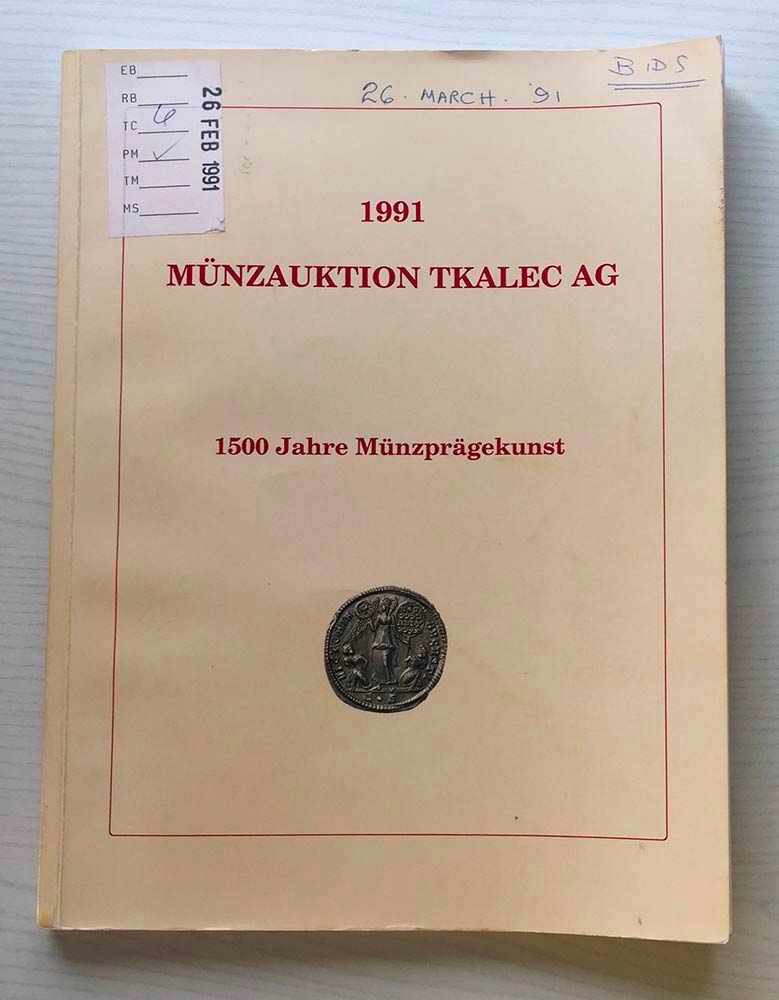 EB
RB
TC
PM ✓
TM
MS
26 FEB 1991
26. MARCH. '91
BIDS
1991
MÜNZAUKTION TKALEC AG
1500 Jahre Münzprägekunst